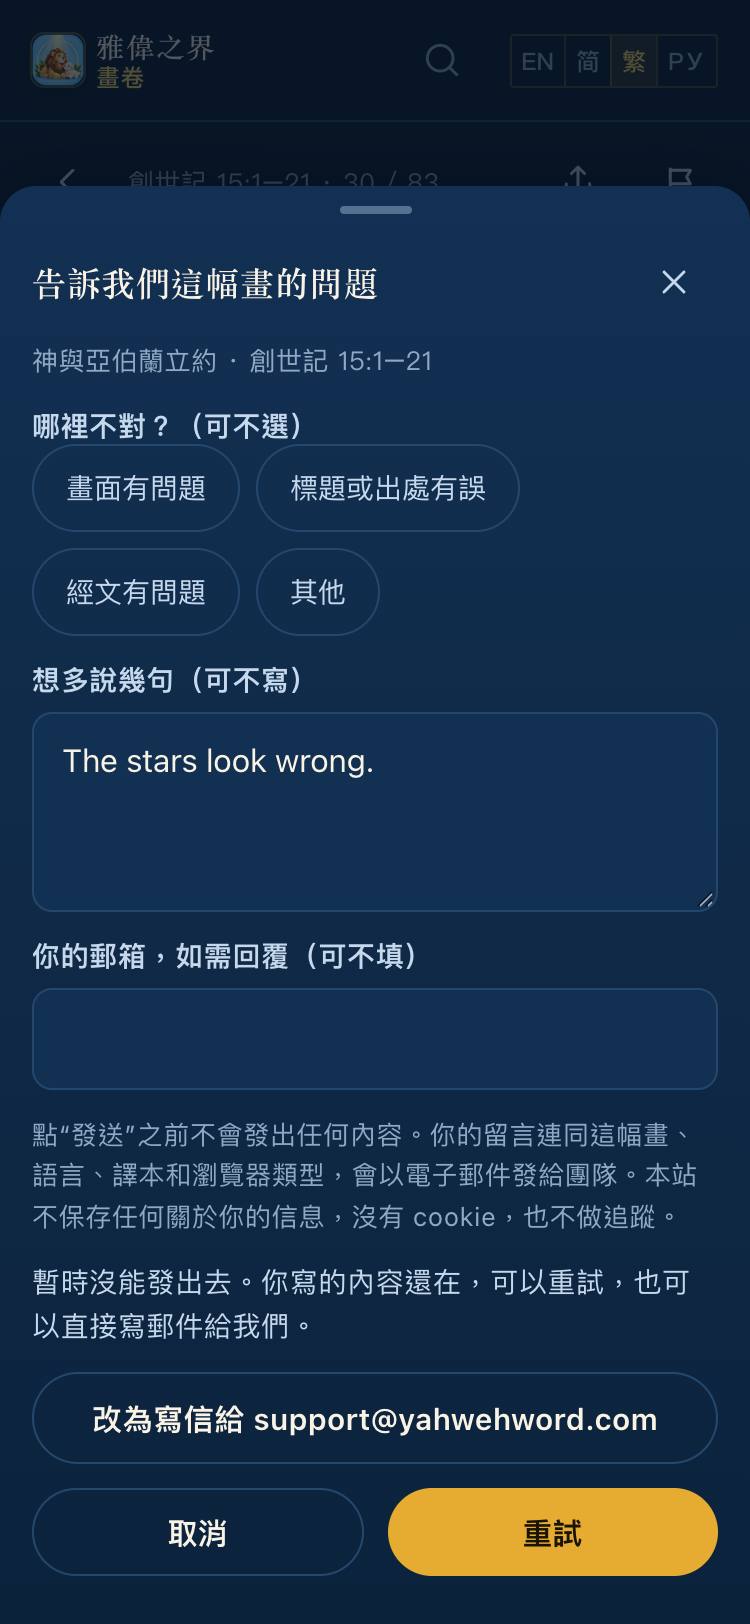 雅偉之界
畫卷
EN 简 繁 РУ
創世記 15:1—21 · 30 / 83
告訴我們這幅畫的問題
神與亞伯蘭立約 · 創世記 15:1—21
哪裡不對？（可不選）
畫面有問題 標題或出處有誤
經文有問題 其他
想多說幾句（可不寫）
The stars look wrong.
你的郵箱，如需回覆（可不填）
點“發送”之前不會發出任何內容。你的留言連同這幅畫、
語言、譯本和瀏覽器類型，會以電子郵件發給團隊。本站
不保存任何關於你的信息，沒有 cookie，也不做追蹤。
暫時沒能發出去。你寫的內容還在，可以重試，也可
以直接寫郵件給我們。
改為寫信給 support@yahwehword.com
取消 重試